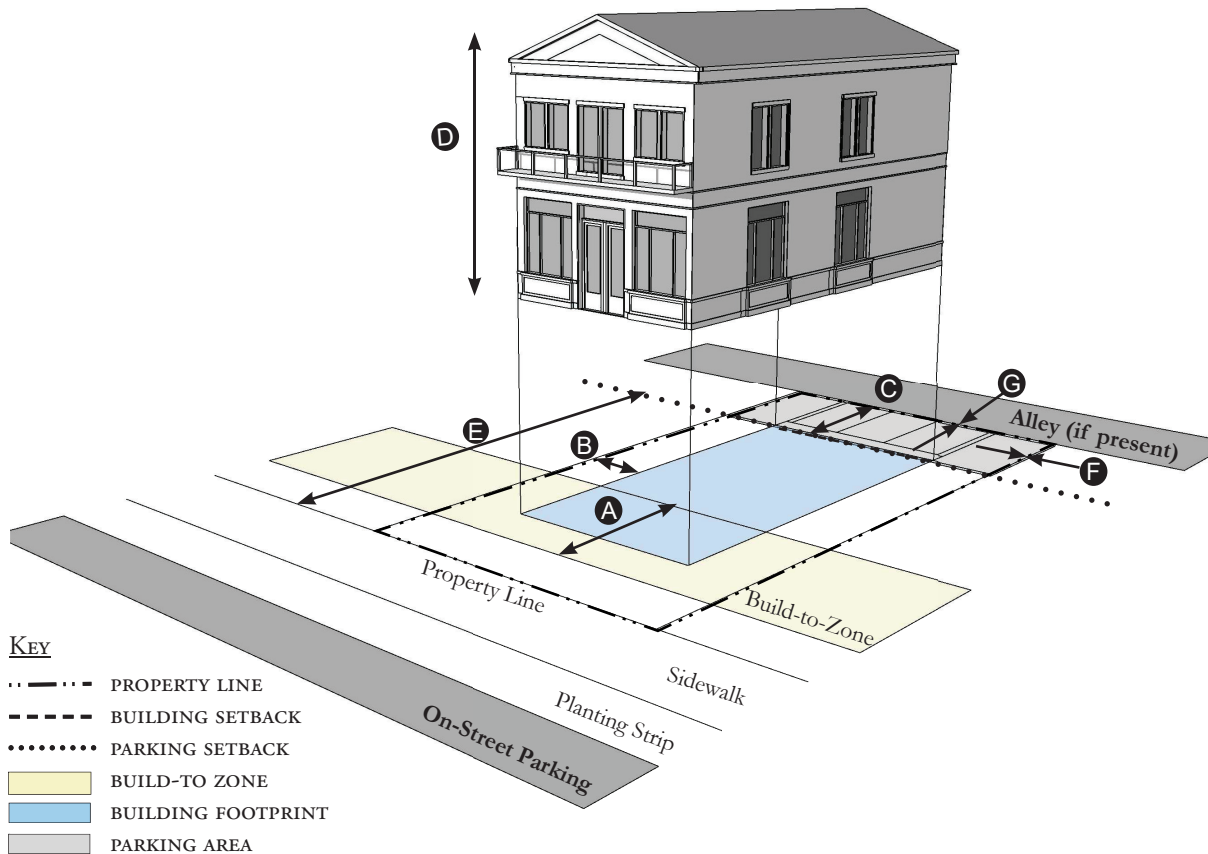 D
C
G
Alley (if present)
E
B
F
A
Property Line
Build-to-Zone
Sidewalk
Planting Strip
On-Street Parking
KEY
PROPERTY LINE
BUILDING SETBACK
PARKING SETBACK
BUILD-TO ZONE
BUILDING FOOTPRINT
PARKING AREA